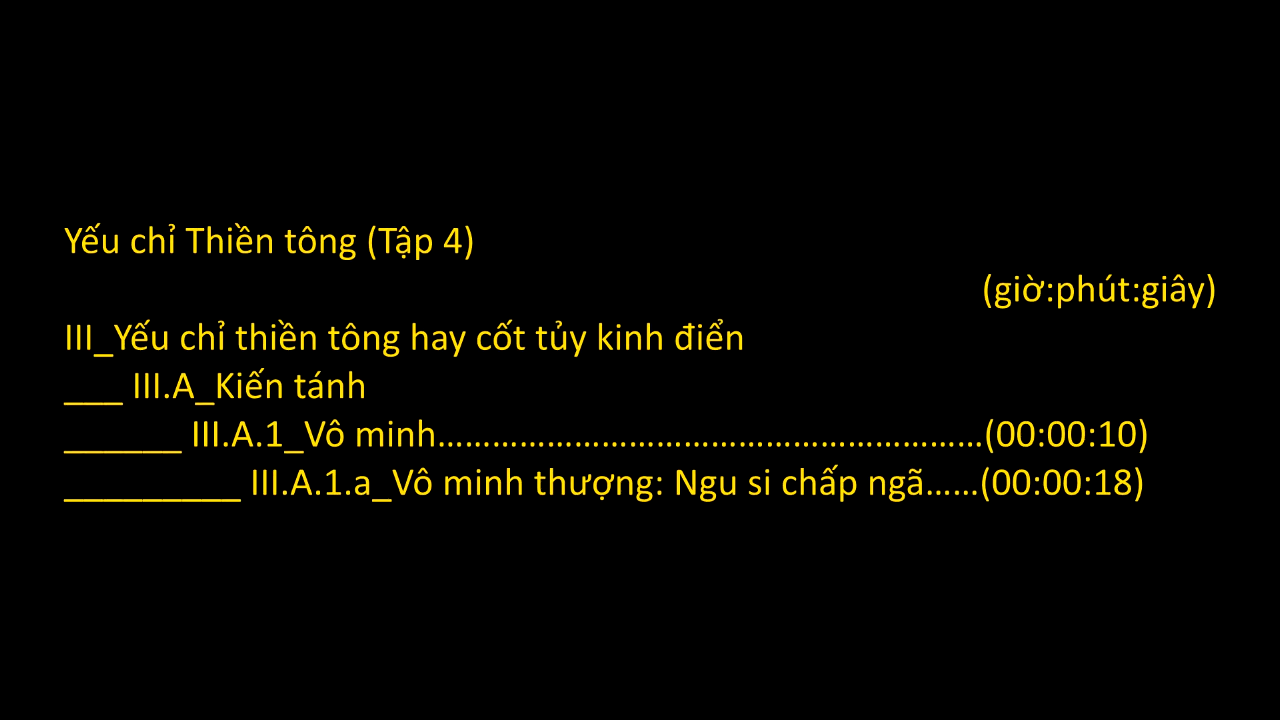 Yếu chỉ Thiền tông (Tập 4)
(giờ:phút:giây)
III_Yếu chỉ thiền tông hay cốt tủy kinh điển
___ III.A_Kiến tánh
______ III.A.1_Vô minh……………………………………………………(00:00:10)
_________ III.A.1.a_Vô minh thượng: Ngu si chấp ngã……(00:00:18)